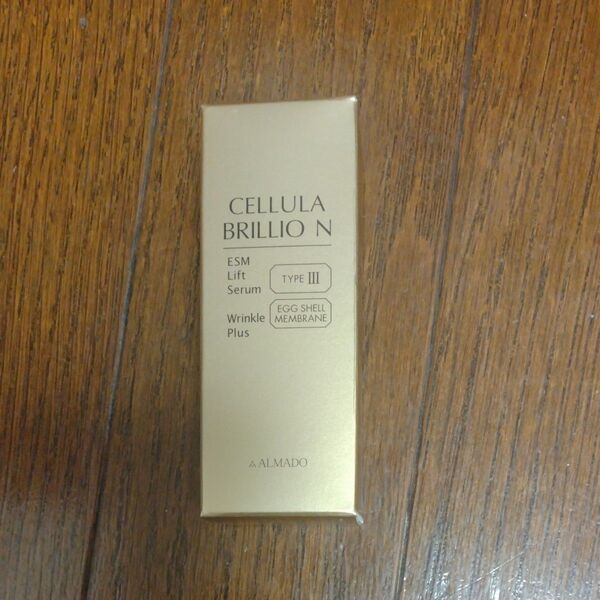 CELLULA
BRILLIO N
ESM
Lift
Serum
TYPE III
Wrinkle
Plus
EGG SHELL
MEMBRANE
ALMADO